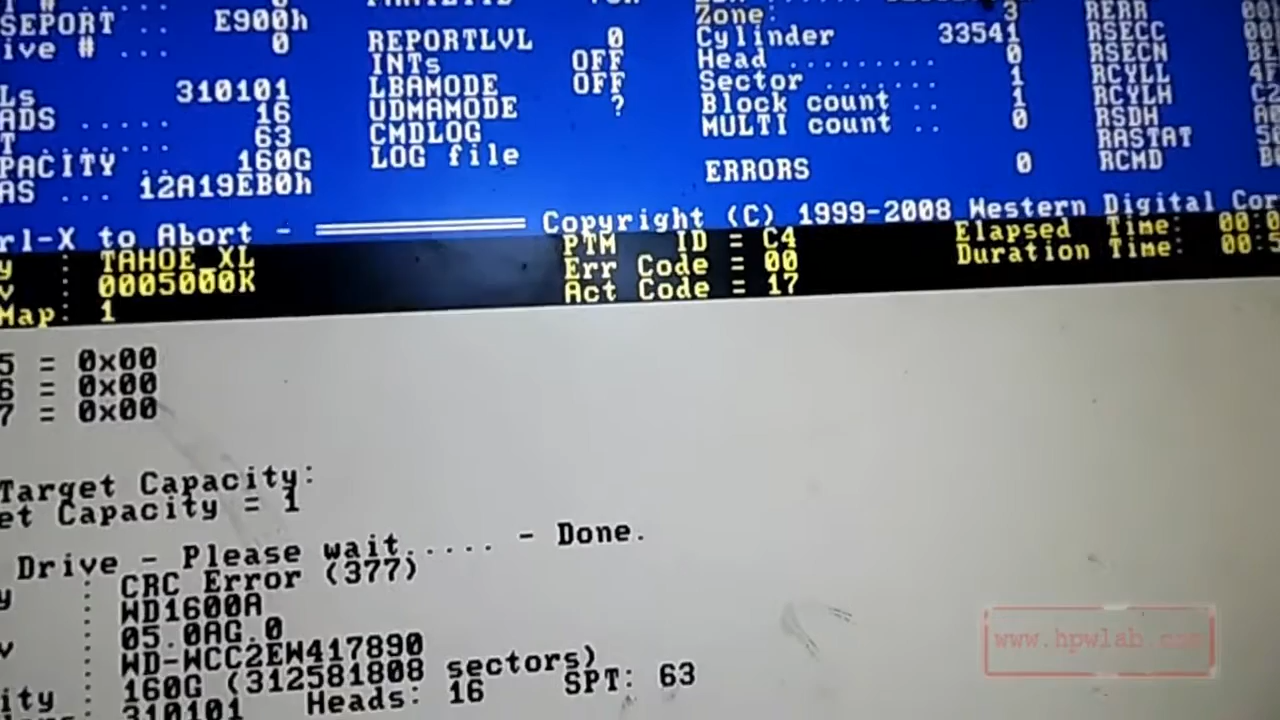 SEPORT ... E900h
ive # ... 0
Ls 310101
ADS ..... 16
T ....... 63
PACITY ... 160G
AS ... 12A19EB0h
REPORTLVL 0
INTs OFF
LBAMODE OFF
UDMAMODE ?
CMDLOG
LOG file
Zone: 3
Cylinder 33541
Head ......... 0
Sector ....... 1
Block count .. 1
MULTI count .. 0
ERRORS 0
RERR
RSECC
RSECN
RCYLL
RCYLH
RSDH
RASTAT
RCMD
rl-X to Abort - Copyright (C) 1999-2008 Western Digital Cor
y : TAHOE_XL PTM ID = C4 Elapsed Time:
v : 0005000K Err Code = 00 Duration Time:
Map: 1 Act Code = 17
5 = 0x00
6 = 0x00
7 = 0x00
Target Capacity:
et Capacity = 1
Drive - Please wait..... - Done.
y : CRC Error (377)
: WD1600A
v : 05.0AG.0
: WD-WCC2EW417890
ity : 160G (312581808 sectors)
310101 Heads: 16 SPT: 63
www.hpwlab.com